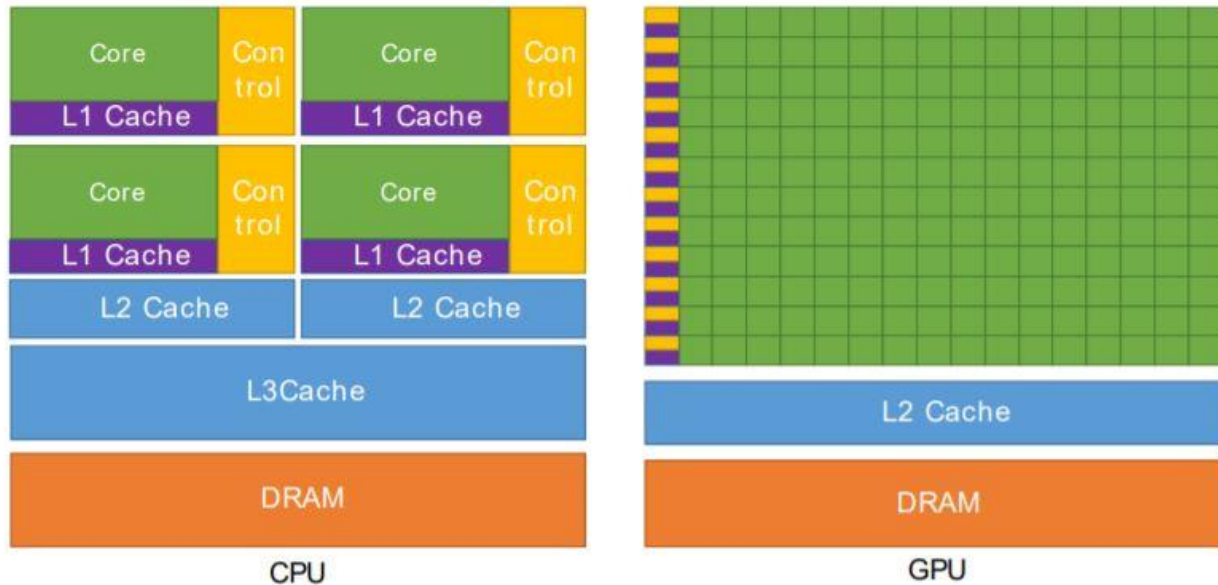 Core
Con
trol
L1 Cache
Core
Con
trol
L1 Cache
Core
Con
trol
L1 Cache
Core
Con
trol
L1 Cache
L2 Cache
L2 Cache
L3Cache
DRAM
CPU
L2 Cache
DRAM
GPU